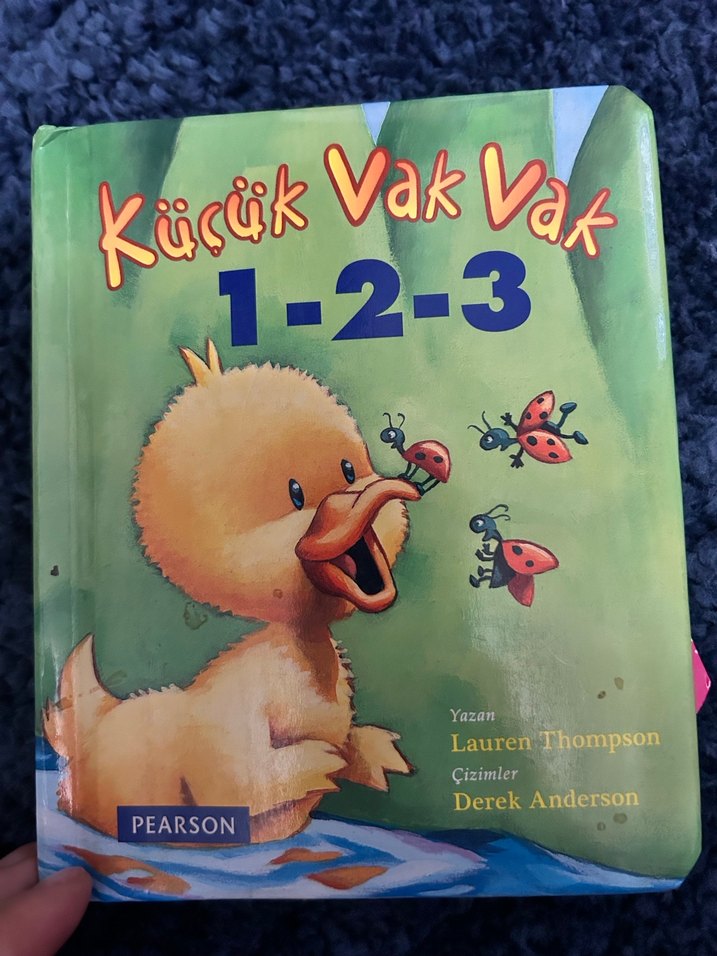 Küçük Vak Vak
1-2-3
Yazan
Lauren Thompson
Çizimler
Derek Anderson
PEARSON